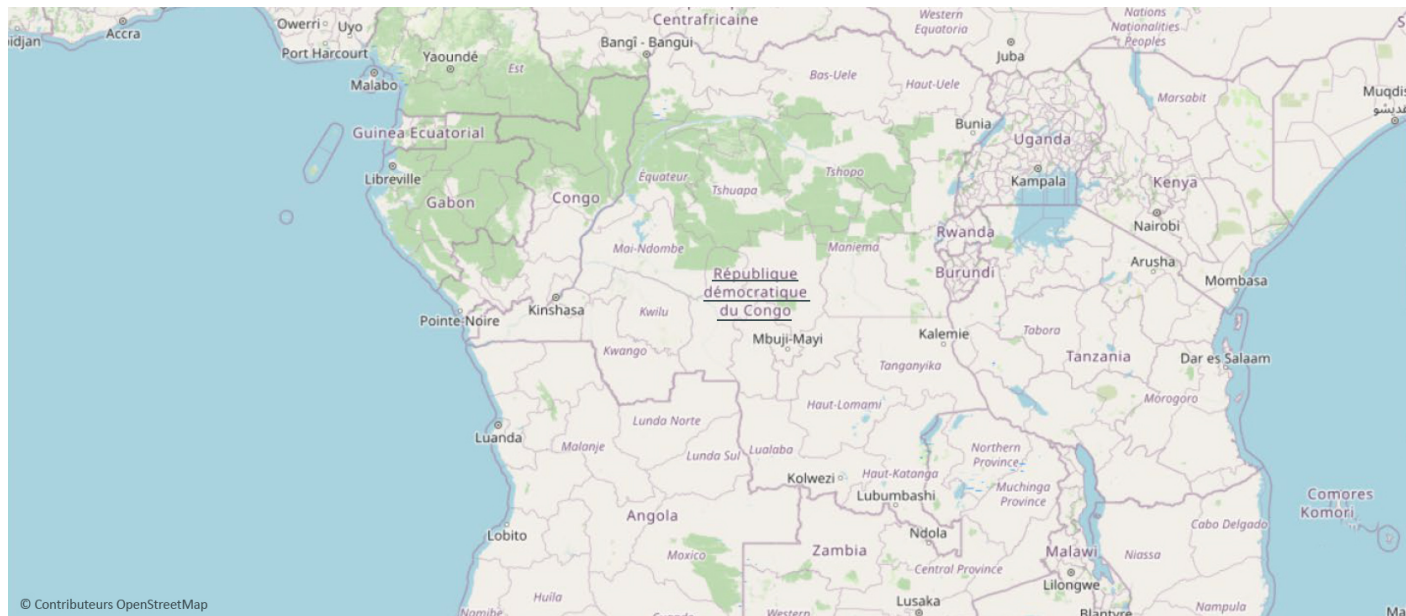 Centrafricaine
Western
Equatoria
Nations
Nationalities
Peoples
Owerri
Uyo
Accra
Port Harcourt
Yaoundé
Est
Bangî - Bangui
Juba
Malabo
Bas-Uele
Haut-Uele
Marsabit
Guinea Ecuatorial
Bunia
Uganda
Libreville
Équateur
Tshuapa
Tshopo
Kampala
Kenya
Gabon
Congo
Nairobi
Rwanda
Mai-Ndombe
Maniema
Arusha
Burundi
République
démocratique
du Congo
Mombasa
Kinshasa
Pointe-Noire
Kwilu
Kalemie
Tabora
Mbuji-Mayi
Kwango
Tanganyika
Tanzania
Dar es Salaam
Haut-Lomami
Morogoro
Lunda Norte
Luanda
Malanje
Lunda Sul
Lualaba
Northern
Province
Kolwezi
Haut-Katanga
Lubumbashi
Muchinga
Province
Comores
Komori
Angola
Cabo Delgado
Lobito
Ndola
Moxico
Zambia
Malawi
Niassa
Central Province
Lilongwe
Huíla
Lusaka
Nampula
Western
© Contributeurs OpenStreetMap